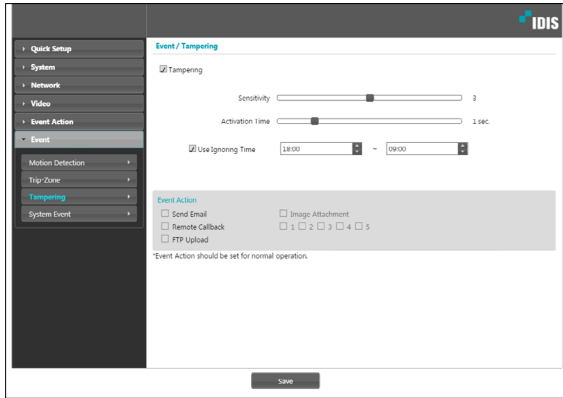 IDIS
Quick Setup
System
Network
Video
Event Action
Event
Motion Detection
Trip-Zone
Tampering
System Event
Event / Tampering
Tampering
Sensitivity 3
Activation Time 1 sec.
Use Ignoring Time 18:00 ~ 09:00
Event Action
Send Email Image Attachment
Remote Callback 1 2 3 4 5
FTP Upload
*Event Action should be set for normal operation.
Save